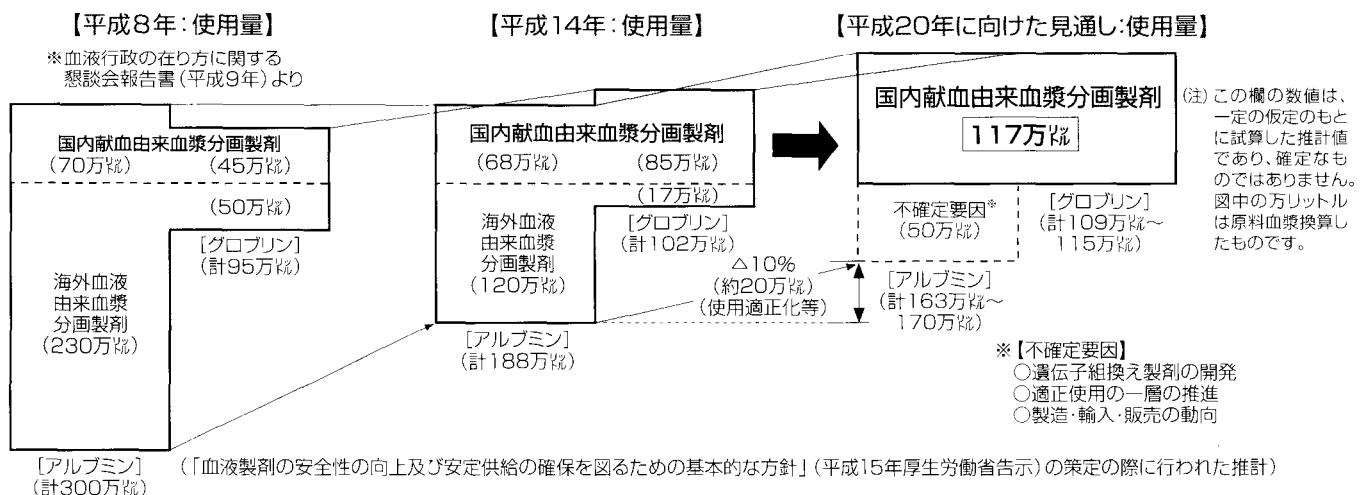 【平成8年:使用量】
※血液行政の在り方に関する
懇談会報告書(平成9年)より
国内献血由来血漿分画製剤
(70万㍑)
(45万㍑)
(50万㍑)
[グロブリン]
(計95万㍑)
海外血液
由来血漿
分画製剤
(230万㍑)
[アルブミン]
(計300万㍑)
【平成14年:使用量】
国内献血由来血漿分画製剤
(68万㍑)
(85万㍑)
(17万㍑)
[グロブリン]
(計102万㍑)
海外血液
由来血漿
分画製剤
(120万㍑)
[アルブミン]
(計188万㍑)
△10%
(約20万㍑)
(使用適正化等)
【平成20年に向けた見通し:使用量】
国内献血由来血漿分画製剤
117万㍑
不確定要因※
(50万㍑)
[グロブリン]
(計109万㍑~
115万㍑)
[アルブミン]
(計163万㍑~
170万㍑)
(注)この欄の数値は、
一定の仮定のもと
に試算した推計値
であり、確定なも
のではありません。
図中の万リットル
は原料血漿換算し
たものです。
※【不確定要因】
○遺伝子組換え製剤の開発
○適正使用の一層の推進
○製造・輸入・販売の動向
(「血液製剤の安全性の向上及び安定供給の確保を図るための基本的な方針」(平成15年厚生労働省告示)の策定の際に行われた推計)